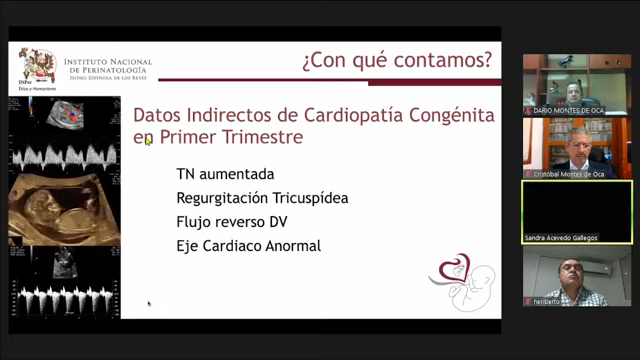 INPer
Ética y Humanismo
INSTITUTO NACIONAL
DE PERINATOLOGÍA
ISIDRO ESPINOSA DE LOS REYES
¿Con qué contamos?
Datos Indirectos de Cardiopatía Congénita
en Primer Trimestre
TN aumentada
Regurgitación Tricuspídea
Flujo reverso DV
Eje Cardiaco Anormal
DARIO MONTES DE OCA
Cristóbal Montes de Oca
Sandra Acevedo Gallegos
heriberto